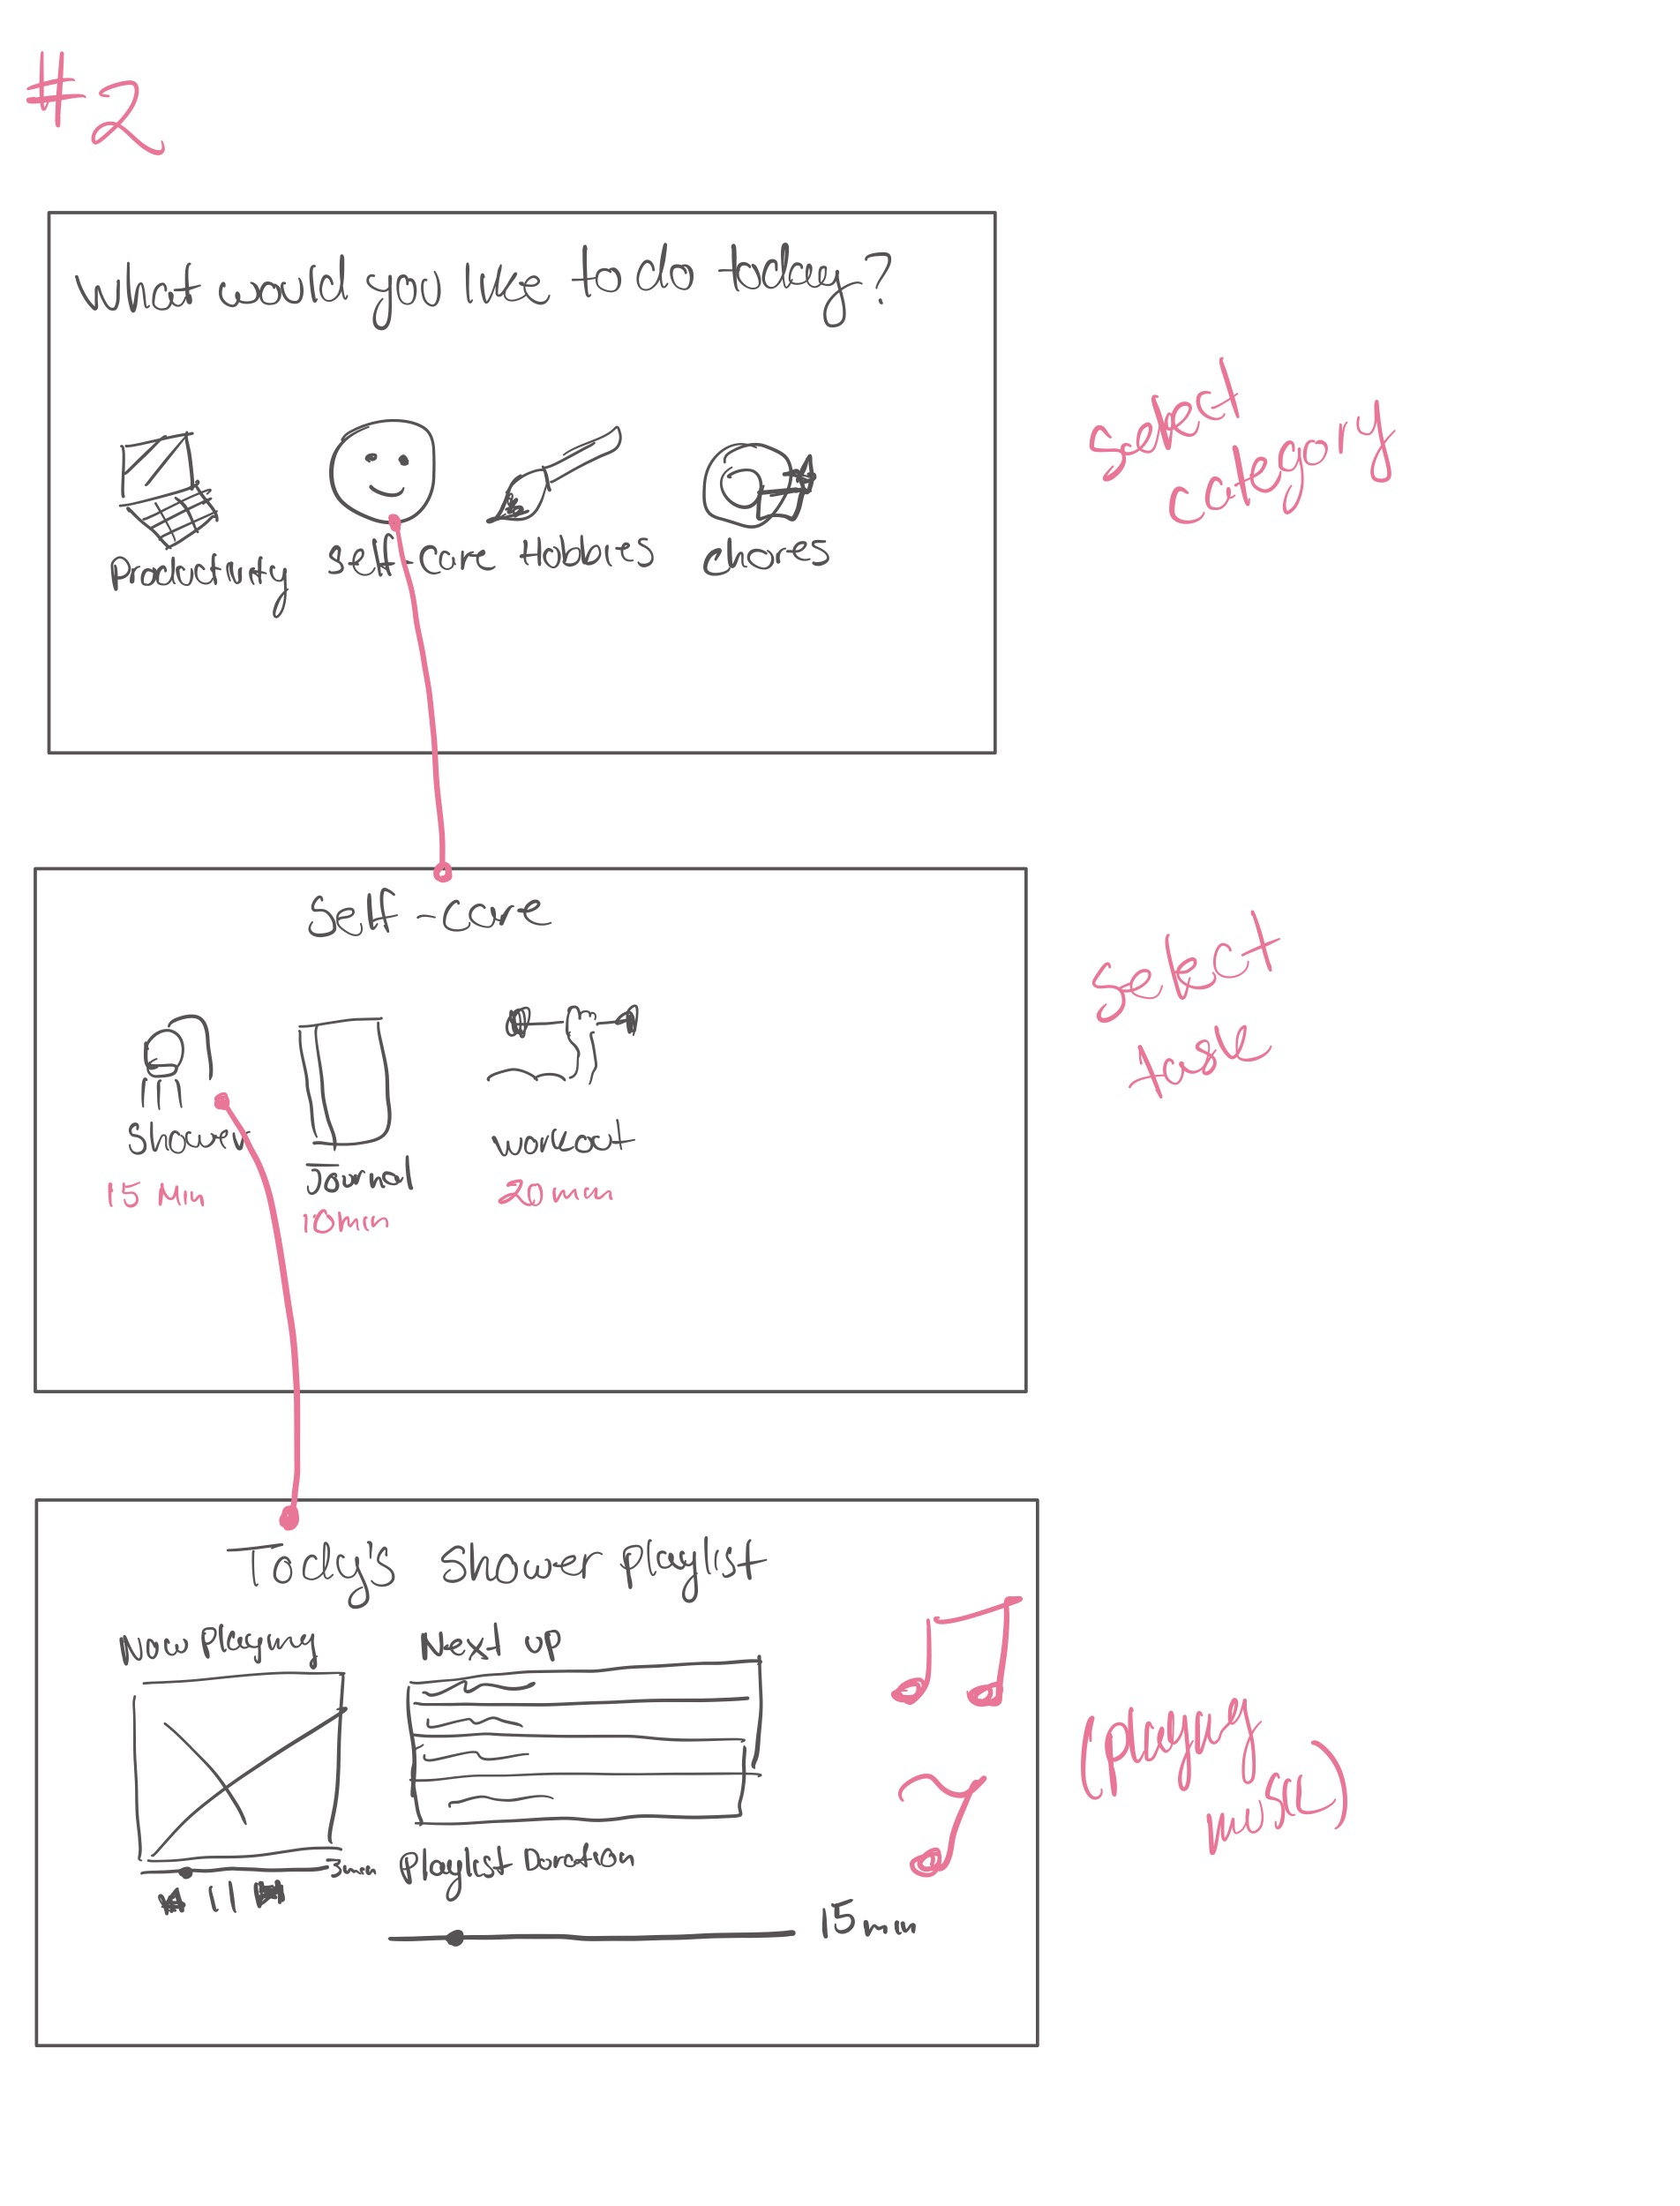 #2
What would you like to do today?
Select
category
Productivity
Self-Care
Hobbies
Chores
Self-care
Select
task
Shower
15 Min
Journal
10min
workout
20 min
Today's Shower playlist
Now Playing
Next up
(playing
music)
3min
Playlist Duration
15 min